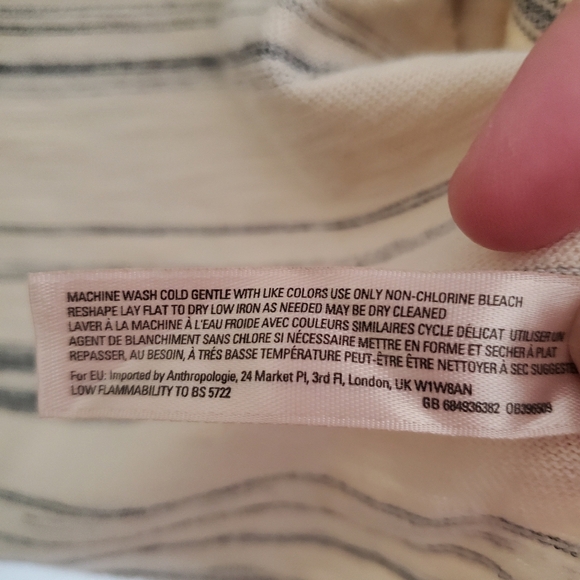 MACHINE WASH COLD GENTLE WITH LIKE COLORS USE ONLY NON-CHLORINE BLEACH
RESHAPE LAY FLAT TO DRY LOW IRON AS NEEDED MAY BE DRY CLEANED
LAVER À LA MACHINE À L'EAU FROIDE AVEC COULEURS SIMILAIRES CYCLE DÉLICAT UTILISER UN
AGENT DE BLANCHIMENT SANS CHLORE SI NÉCESSAIRE METTRE EN FORME ET SÉCHER À PLAT
REPASSER, AU BESOIN, À TRÉS BASSE TEMPÉRATURE PEUT-ÊTRE ÊTRE NETTOYER À SEC
For EU: Imported by Anthropologie, 24 Market Pl, 3rd Fl, London, UK W1W8AN
LOW FLAMMABILITY TO BS 5722
GB 684936382